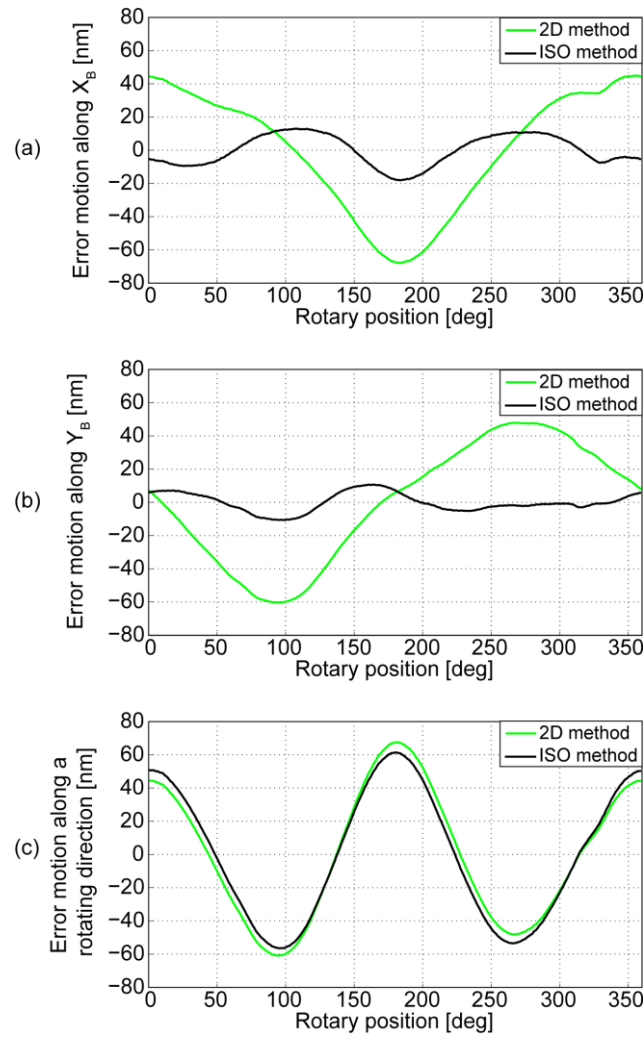 (a)
Error motion along X_B [nm]
80
60
40
20
0
−20
−40
−60
−80
2D method
ISO method
0 50 100 150 200 250 300 350
Rotary position [deg]
(b)
Error motion along Y_B [nm]
80
60
40
20
0
−20
−40
−60
−80
2D method
ISO method
0 50 100 150 200 250 300 350
Rotary position [deg]
(c)
Error motion along a
rotating direction [nm]
80
60
40
20
0
−20
−40
−60
−80
2D method
ISO method
0 50 100 150 200 250 300 350
Rotary position [deg]